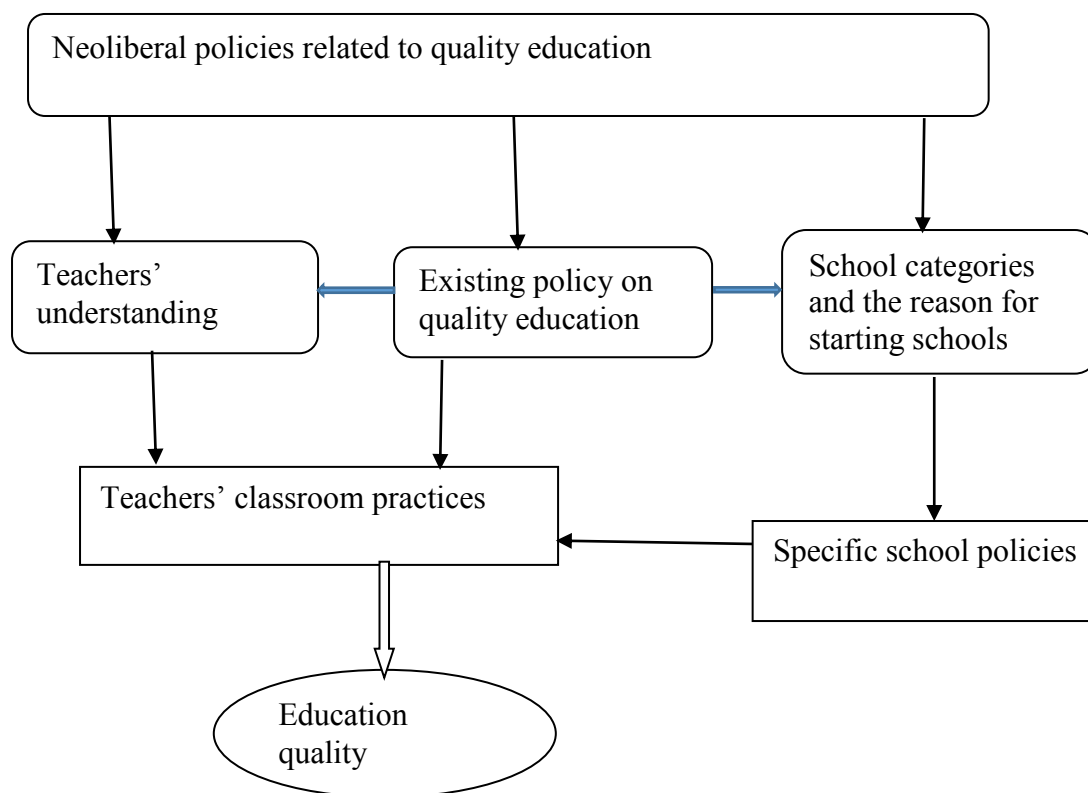 Neoliberal policies related to quality education
Teachers’
understanding
Existing policy on
quality education
School categories
and the reason for
starting schools
Teachers’ classroom practices
Specific school policies
Education
quality